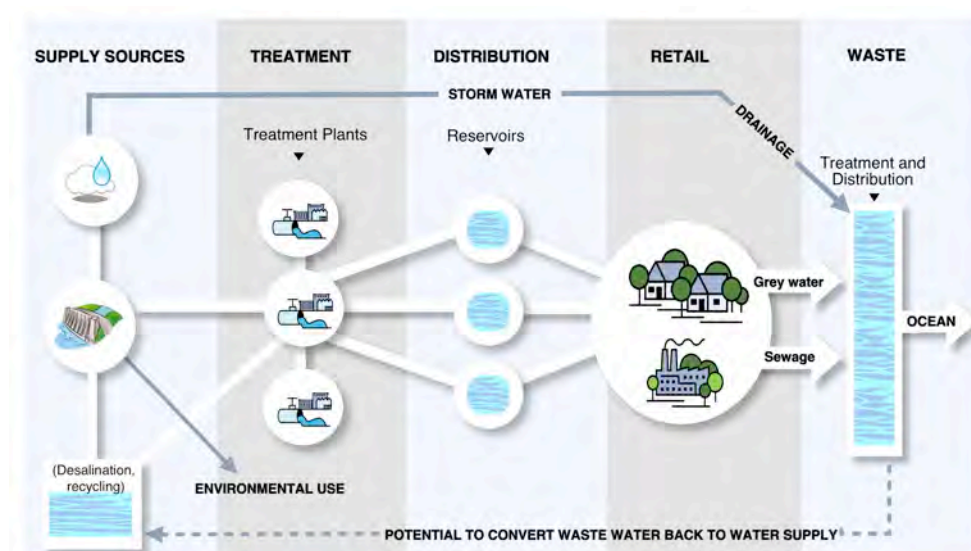 SUPPLY SOURCES
TREATMENT
DISTRIBUTION
RETAIL
WASTE
STORM WATER
DRAINAGE
Treatment Plants
Reservoirs
Treatment and
Distribution
Grey water
OCEAN
Sewage
(Desalination,
recycling)
ENVIRONMENTAL USE
POTENTIAL TO CONVERT WASTE WATER BACK TO WATER SUPPLY